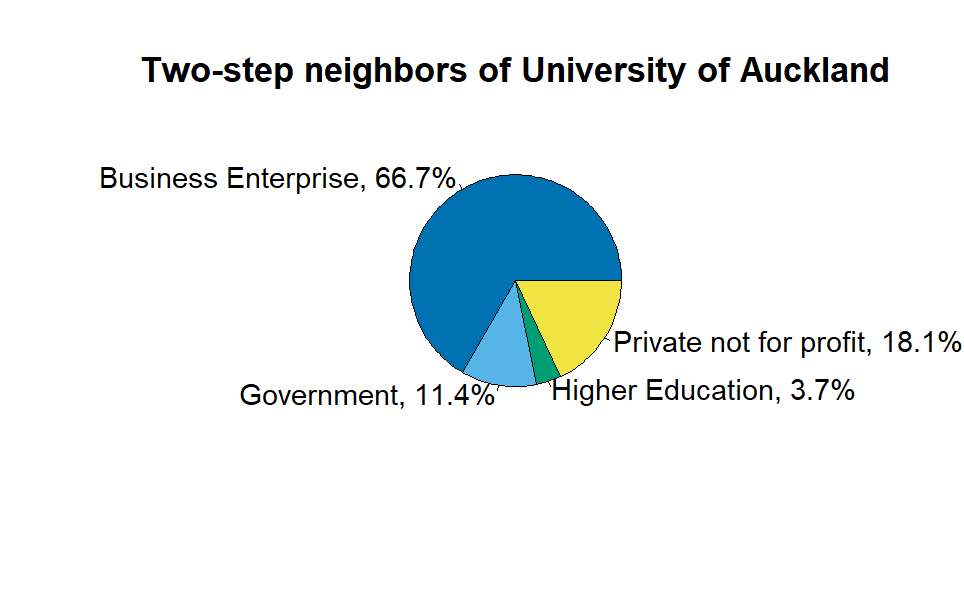 Two-step neighbors of University of Auckland
Business Enterprise, 66.7%
Private not for profit, 18.1%
Government, 11.4%
Higher Education, 3.7%